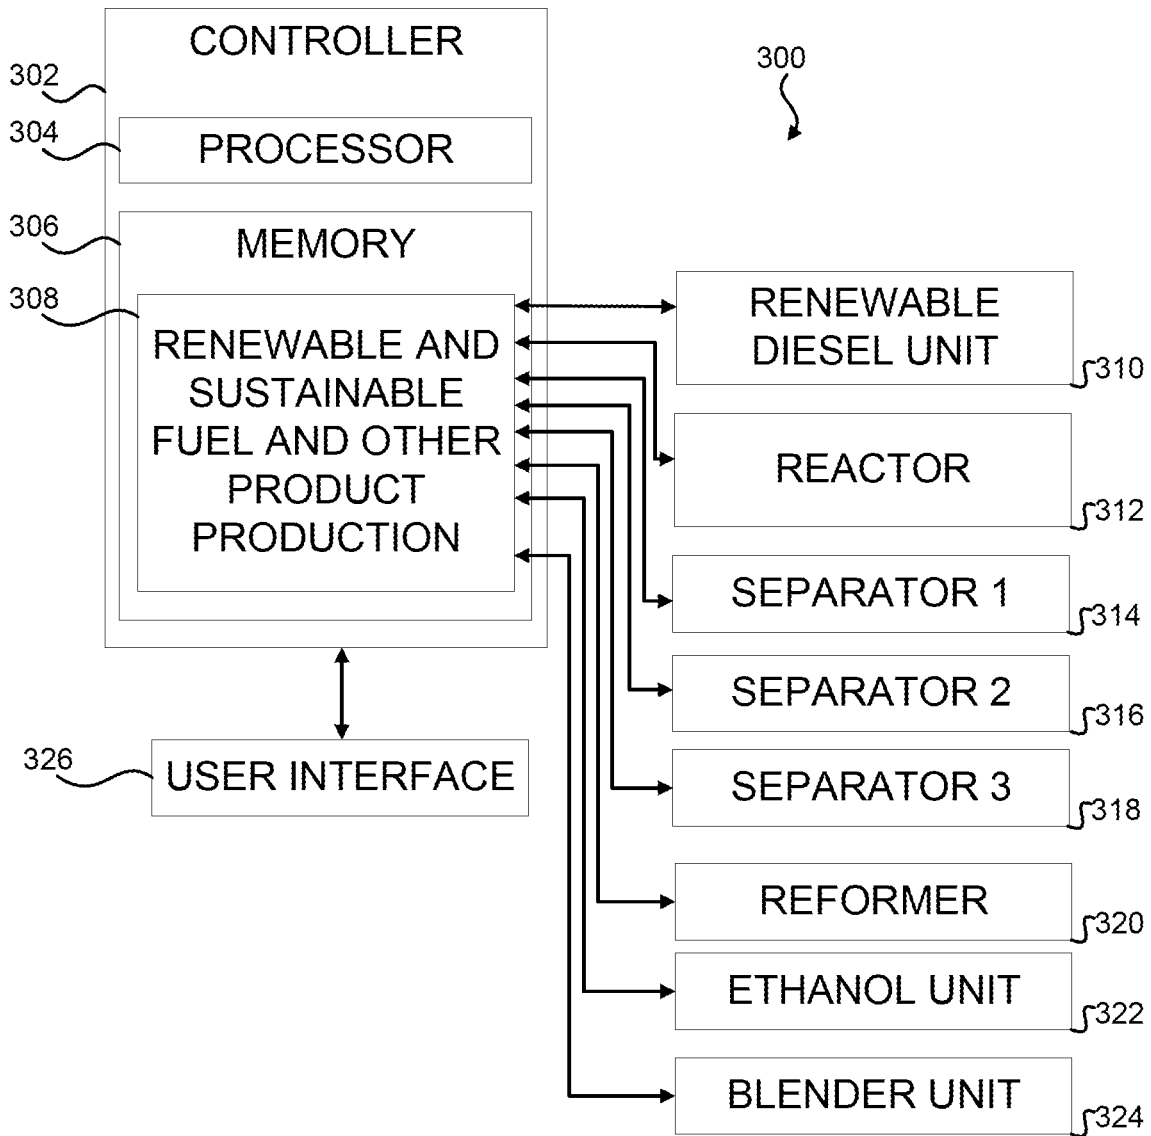 CONTROLLER
302
300
304
PROCESSOR
306
MEMORY
308
RENEWABLE AND
SUSTAINABLE
FUEL AND OTHER
PRODUCT
PRODUCTION
RENEWABLE
DIESEL UNIT
310
REACTOR
312
SEPARATOR 1
314
SEPARATOR 2
316
326
USER INTERFACE
SEPARATOR 3
318
REFORMER
320
ETHANOL UNIT
322
BLENDER UNIT
324